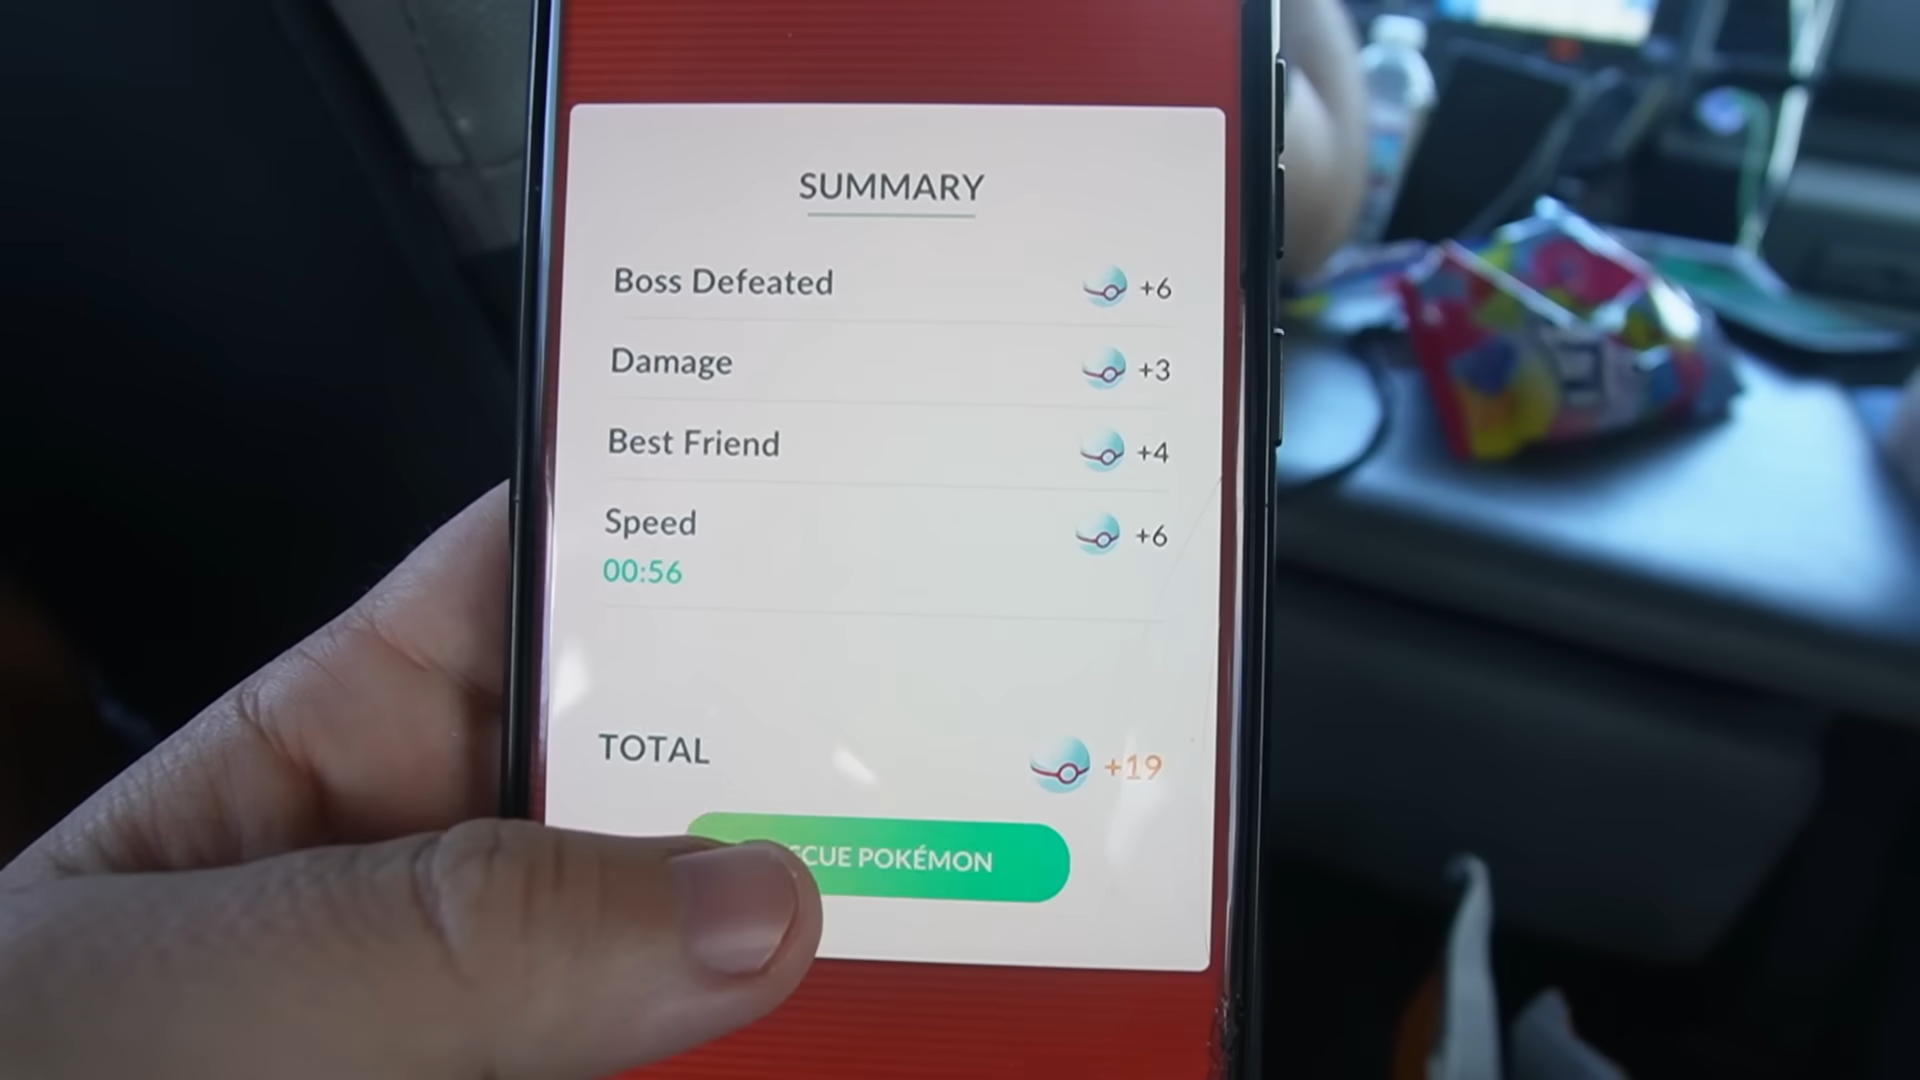 SUMMARY
Boss Defeated +6
Damage +3
Best Friend +4
Speed +6
00:56
TOTAL +19
CUE POKÉMON